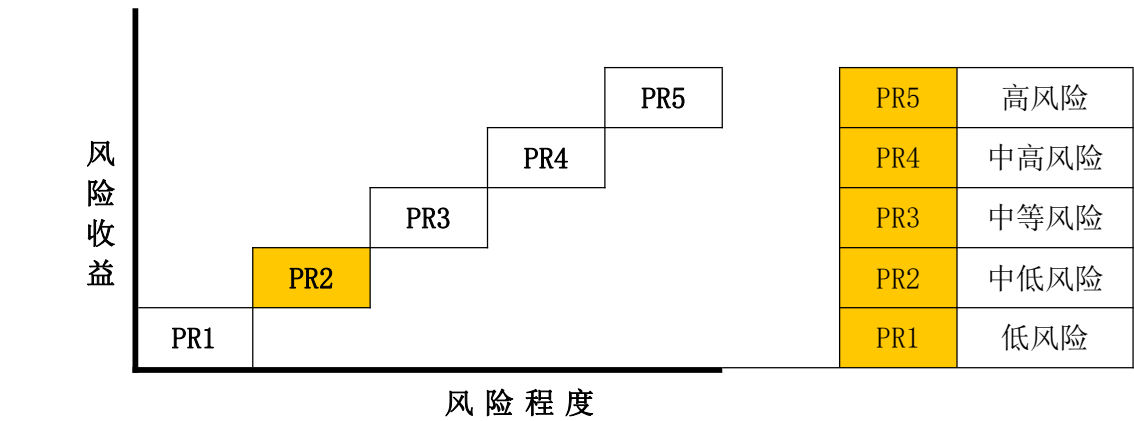 风险收益
PR5
PR4
PR3
PR2
PR1
风险程度
PR5 高风险
PR4 中高风险
PR3 中等风险
PR2 中低风险
PR1 低风险